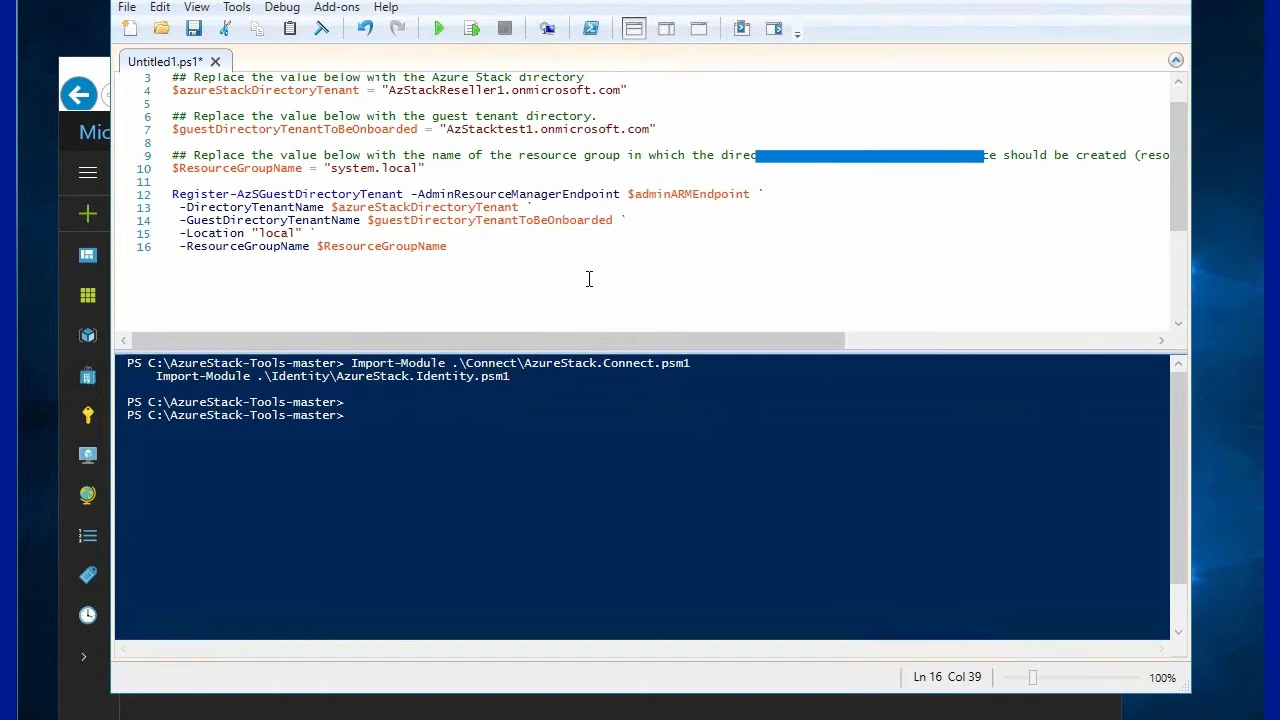 File Edit View Tools Debug Add-ons Help
Untitled1.ps1*
Mic
3 ## Replace the value below with the Azure Stack directory
4 $azureStackDirectoryTenant = "AzStackReseller1.onmicrosoft.com"
5
6 ## Replace the value below with the guest tenant directory.
7 $guestDirectoryTenantToBeOnboarded = "AzStacktest1.onmicrosoft.com"
8
9 ## Replace the value below with the name of the resource group in which the direc ce should be created (reso
10 $ResourceGroupName = "system.local"
11
12 Register-AzSGuestDirectoryTenant -AdminResourceManagerEndpoint $adminARMEndpoint `
13 -DirectoryTenantName $azureStackDirectoryTenant `
14 -GuestDirectoryTenantName $guestDirectoryTenantToBeOnboarded `
15 -Location "local" `
16 -ResourceGroupName $ResourceGroupName
PS C:\AzureStack-Tools-master> Import-Module .\Connect\AzureStack.Connect.psm1
Import-Module .\Identity\AzureStack.Identity.psm1
PS C:\AzureStack-Tools-master>
PS C:\AzureStack-Tools-master>
Ln 16 Col 39 100%